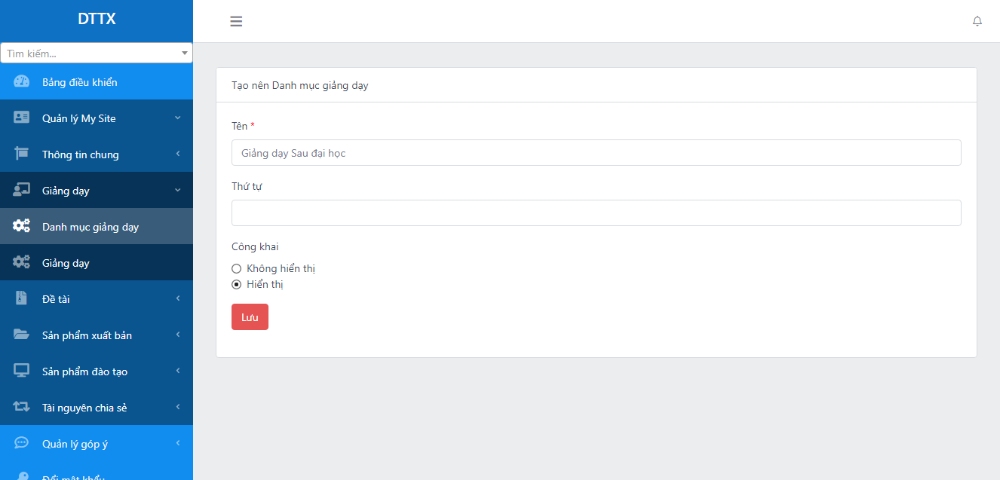 DTTX
Tìm kiếm...
Bảng điều khiển
Quản lý My Site
Thông tin chung
Giảng dạy
Danh mục giảng dạy
Giảng dạy
Đề tài
Sản phẩm xuất bản
Sản phẩm đào tạo
Tài nguyên chia sẻ
Quản lý góp ý
Đổi mật khẩu
Tạo nên Danh mục giảng dạy
Tên *
Giảng dạy Sau đại học
Thứ tự
Công khai
Không hiển thị
Hiển thị
Lưu